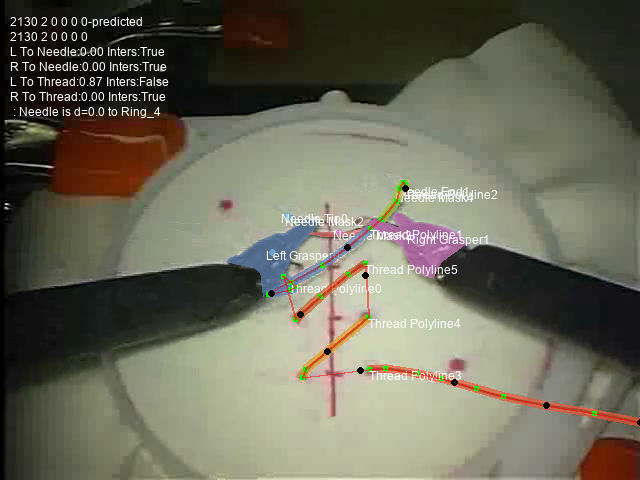 2130 2 0 0 0 0-predicted
2130 2 0 0 0 0
L To Needle:0.00 Inters:True
R To Needle:0.00 Inters:True
L To Thread:0.87 Inters:False
R To Thread:0.00 Inters:True
: Needle is d=0.0 to Ring_4
Needle End1
Polyline2
Needle Mask4
Needle Tip0
Needle Mask2
Thread Polyline1
Right Grasper1
Left Grasper
Thread Polyline5
Thread Polyline0
Thread Polyline4
Thread Polyline3